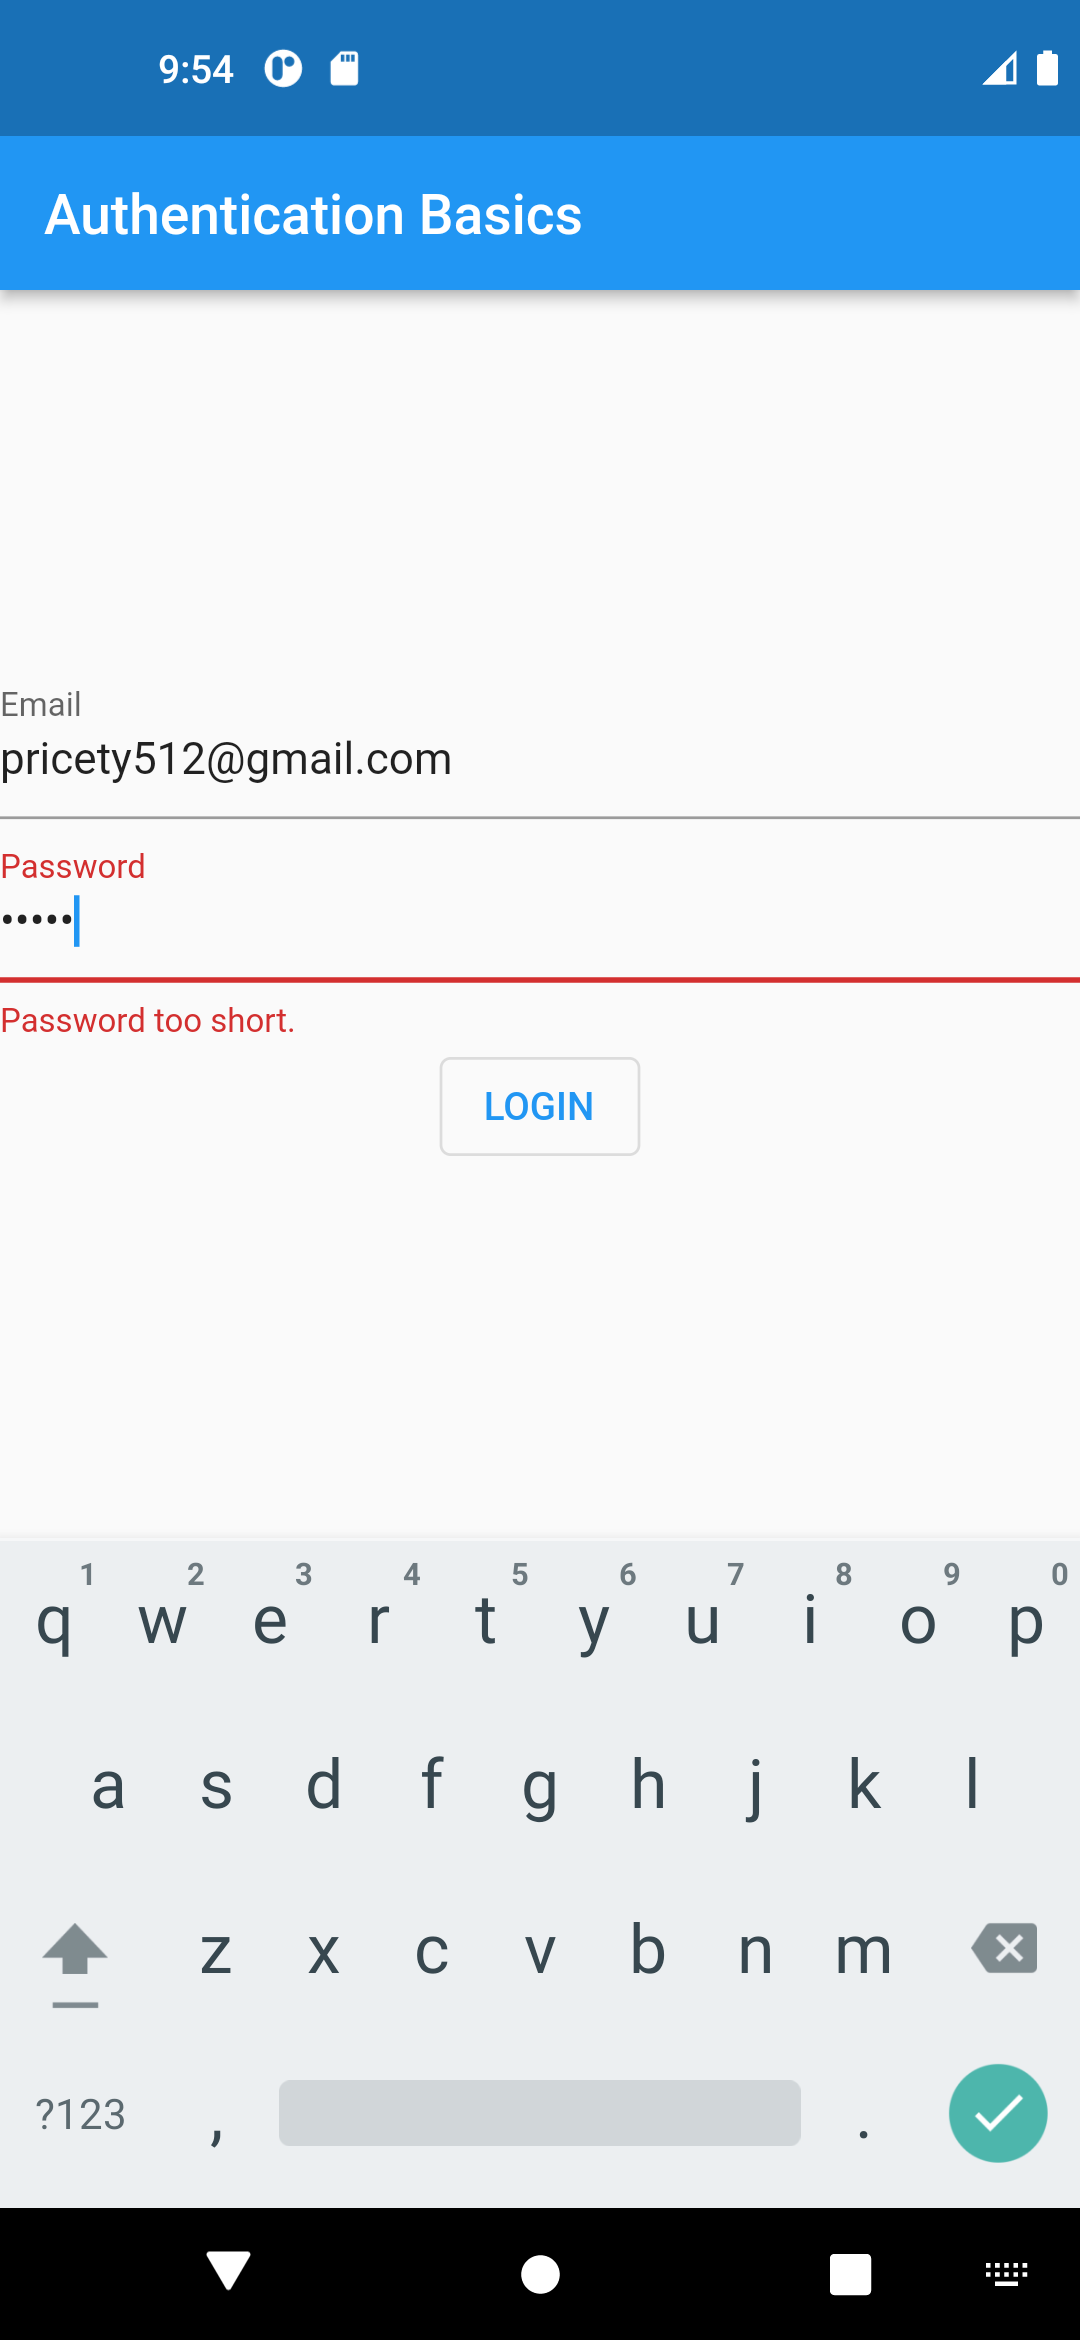 9:54
Authentication Basics
Email
pricety512@gmail.com
Password
•••••
Password too short.
LOGIN
1 2 3 4 5 6 7 8 9 0
q w e r t y u i o p
a s d f g h j k l
z x c v b n m
?123 , .